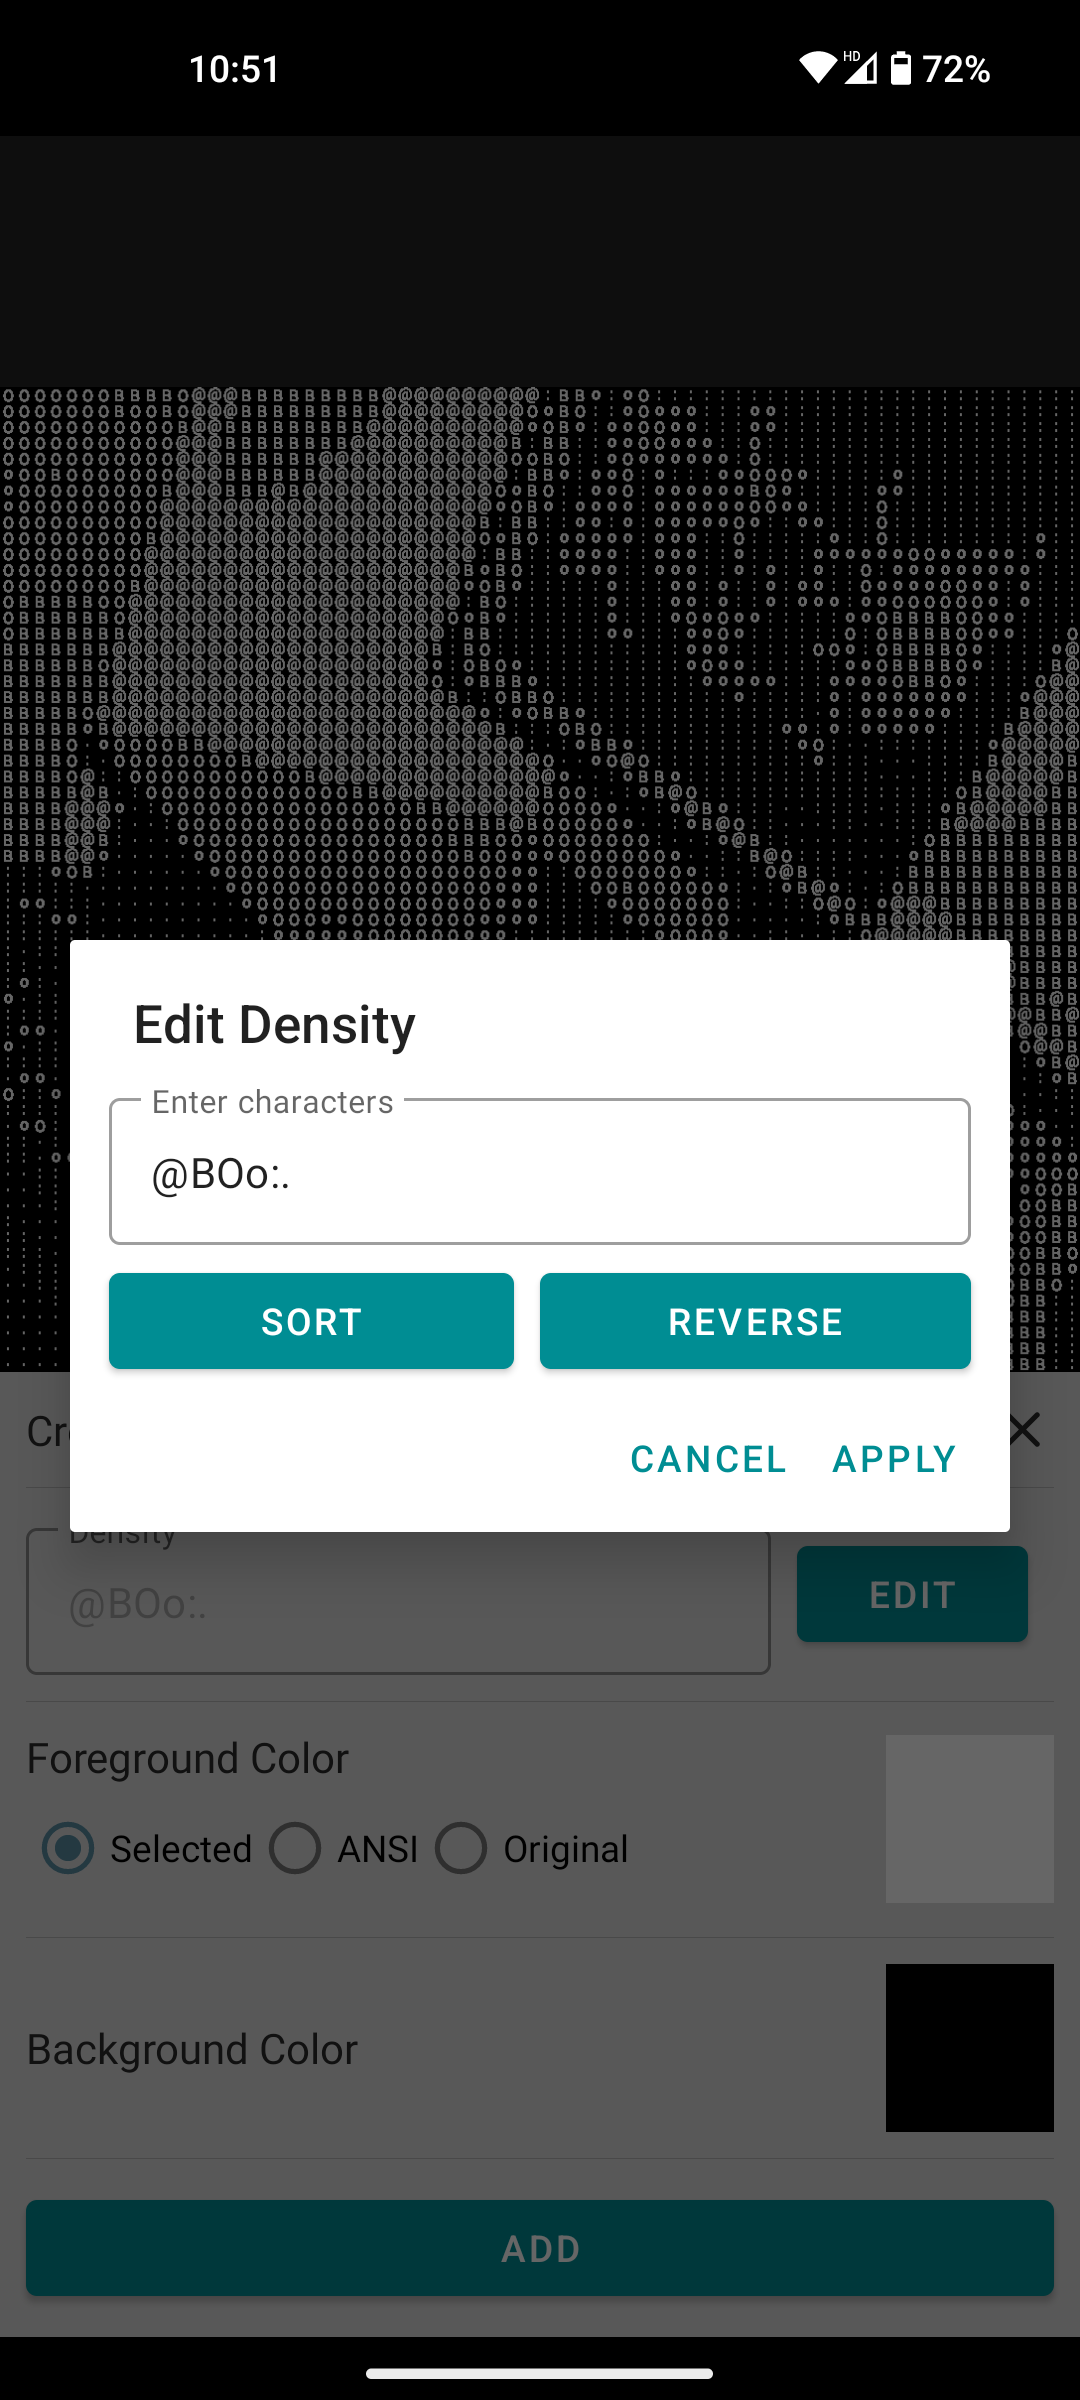 10:51
HD
72%
Edit Density
Enter characters
@BOo:.
SORT REVERSE
CANCEL APPLY
Density
@BOo:.
EDIT
Foreground Color
Selected ANSI Original
Background Color
ADD